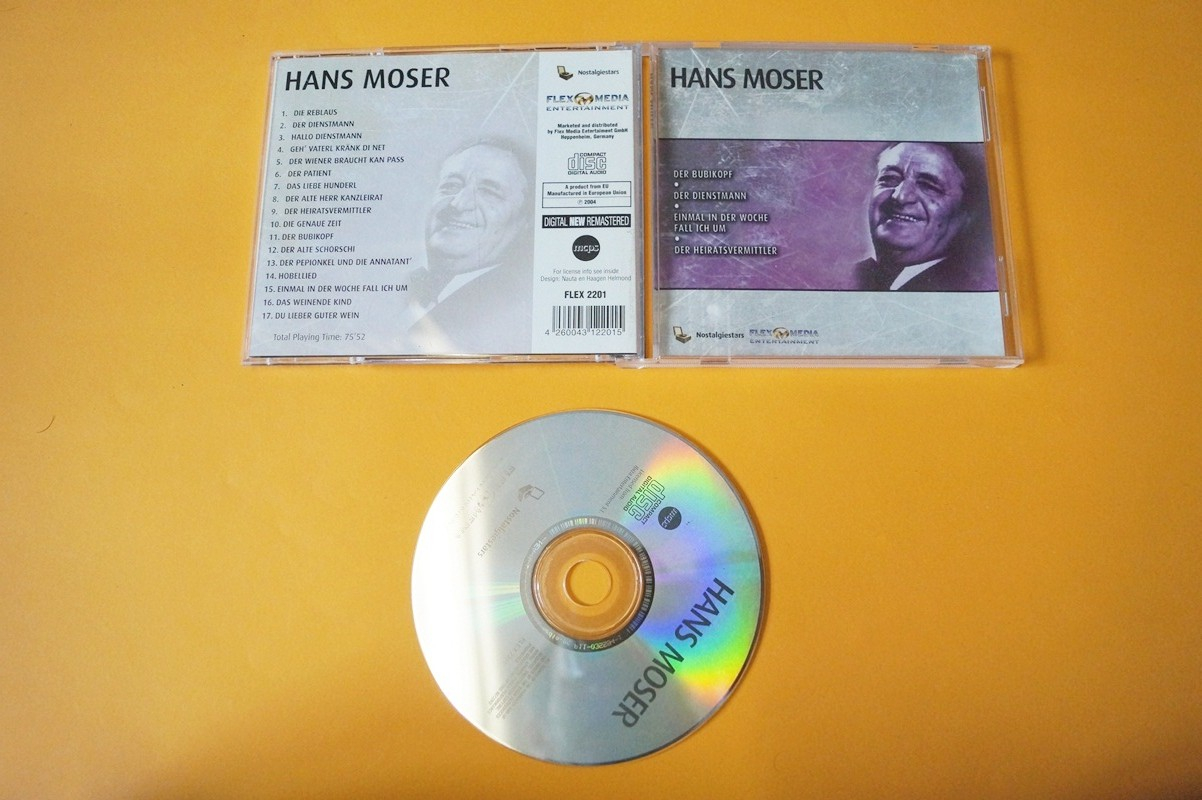 HANS MOSER
1. DIE REBLAUS
2. DER DIENSTMANN
3. HALLO DIENSTMANN
4. GEH' VATERL KRÄNK DI NET
5. DER WIENER BRAUCHT KAN PASS
6. DER PATIENT
7. DAS LIEBE HUNDERL
8. DER ALTE HERR KANZLEIRAT
9. DER HEIRATSVERMITTLER
10. DIE GENAUE ZEIT
11. DER BUBIKOPF
12. DER ALTE SCHORSCHI
13. DER PEPIONKEL UND DIE ANNATANT'
14. HOBELLIED
15. EINMAL IN DER WOCHE FALL ICH UM
16. DAS WEINENDE KIND
17. DU LIEBER GUTER WEIN
Total Playing Time: 75'52
Nostalgiestars
FLEX MEDIA
ENTERTAINMENT
Marketed and distributed
by Flex Media Entertaiment GmbH
Heppenheim, Germany
COMPACT
disc
DIGITAL AUDIO
A product from EU
Manufactured in European Union
℗ 2004
DIGITAL NEW REMASTERED
mcps
For license info see inside
Design: Nauta en Haagen Helmond
FLEX 2201
4 260043 122015
HANS MOSER
DER BUBIKOPF
DER DIENSTMANN
EINMAL IN DER WOCHE
FALL ICH UM
DER HEIRATSVERMITTLER
Nostalgiestars
FLEX MEDIA
ENTERTAINMENT
COMPACT
disc
DIGITAL AUDIO
mcps
Nostalgiestars
HANS MOSER